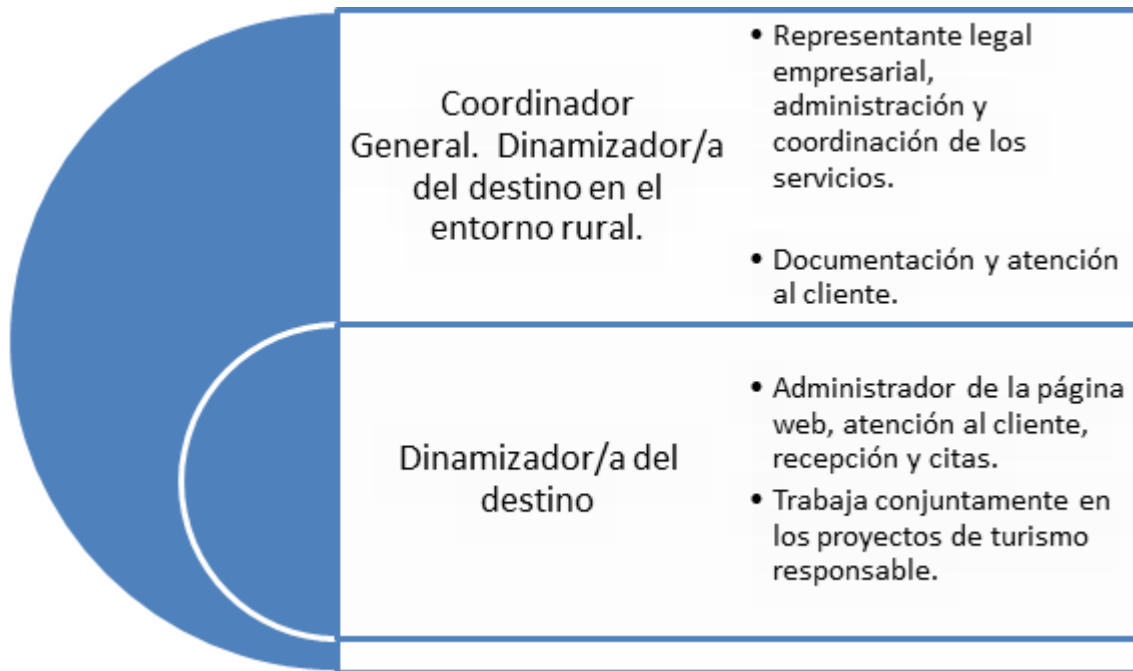 Coordinador
General. Dinamizador/a
del destino en el
entorno rural.
• Representante legal
empresarial,
administración y
coordinación de los
servicios.
• Documentación y atención
al cliente.
Dinamizador/a del
destino
• Administrador de la página
web, atención al cliente,
recepción y citas.
• Trabaja conjuntamente en
los proyectos de turismo
responsable.